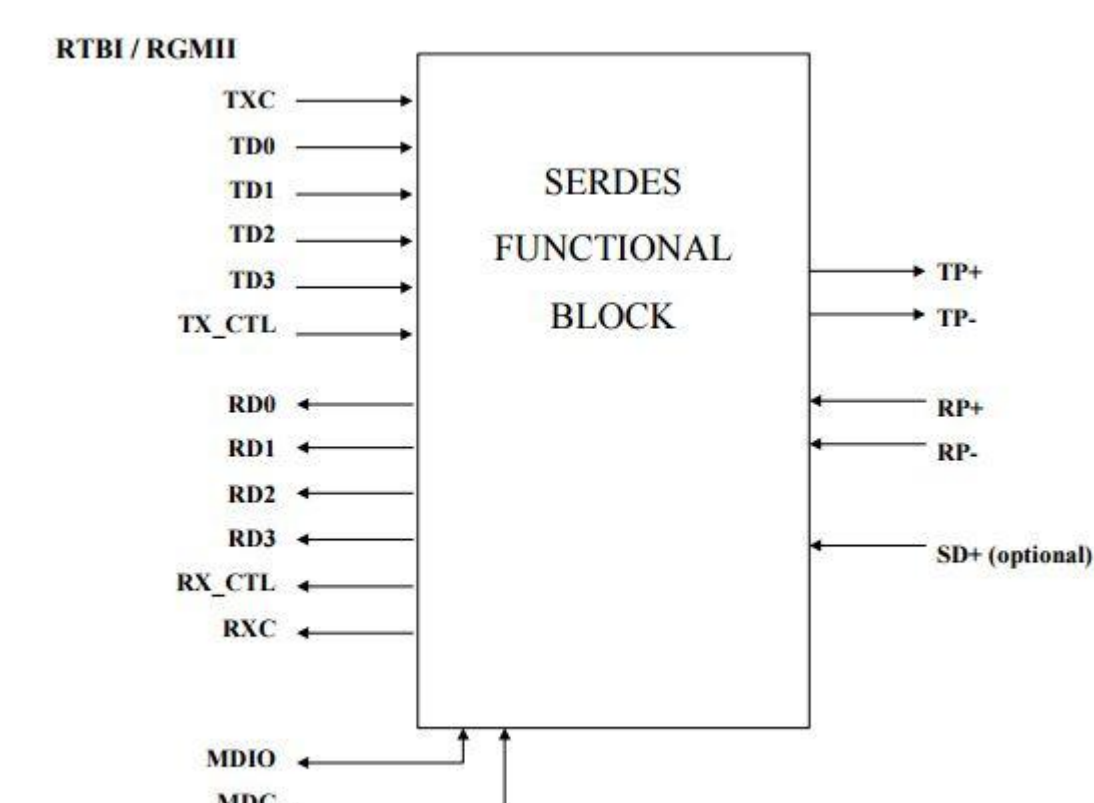 RTBI / RGMII
TXC
TD0
TD1
TD2
TD3
TX_CTL
RD0
RD1
RD2
RD3
RX_CTL
RXC
MDIO
MDC
SERDES
FUNCTIONAL
BLOCK
TP+
TP-
RP+
RP-
SD+ (optional)